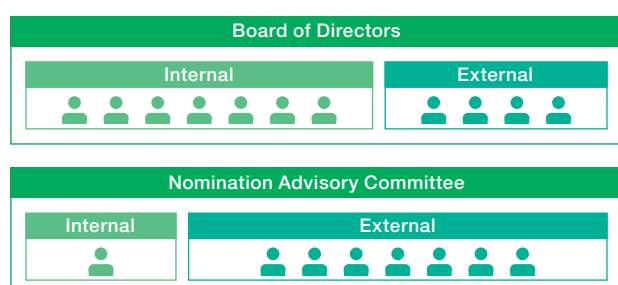 Board of Directors
Internal
External
Nomination Advisory Committee
Internal
External